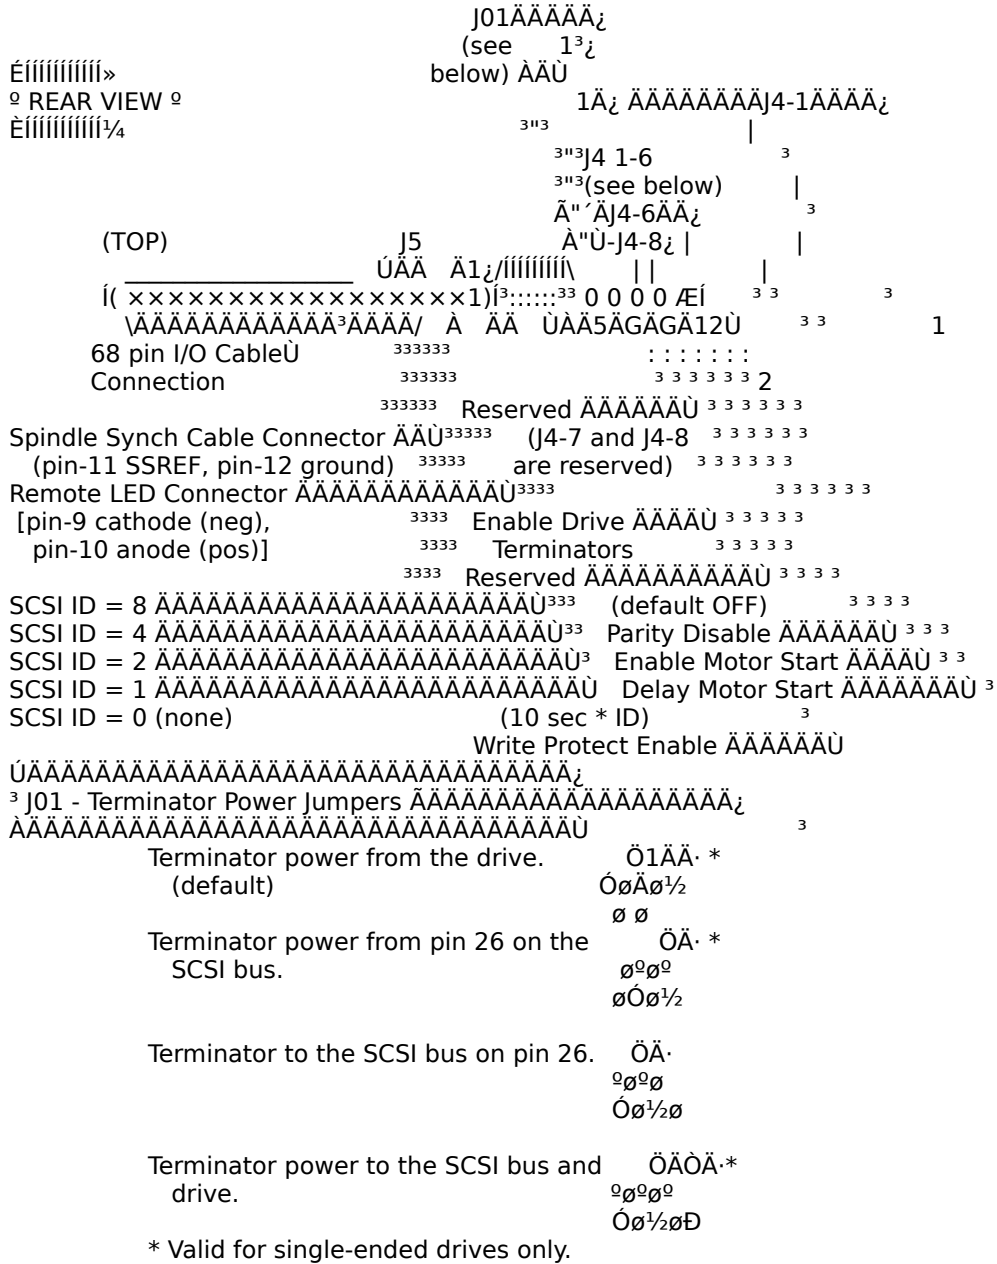 J01ÄÄÄÄÄ¿
(see 1³¿
ÉÍÍÍÍÍÍÍÍÍÍÍ» below) ÀÄÙ
º REAR VIEW º 1Ä¿ ÄÄÄÄÄÄÄÄJ4-1ÄÄÄÄ¿
ÈÍÍÍÍÍÍÍÍÍÍÍ¼ ³"³ |
³"³J4 1-6 ³
³"³(see below) |
Ã"´ÄJ4-6ÄÄ¿ ³
(TOP) J5 À"Ù-J4-8¿ | |
___________________ ÚÄÄ Ä1¿/ÍÍÍÍÍÍÍÍÍ\ | | |
Í( ×××××××××××××××××1)Í³::::::³³ 0 0 0 0 ÆÍ ³ ³ ³
\ÄÄÄÄÄÄÄÄÄÄÄÄ³ÄÄÄÄ/ À ÄÄ ÙÀÄ5ÄGÄGÄ12Ù ³ ³ 1
68 pin I/O CableÙ ³³³³³³ : : : : : : :
Connection ³³³³³³ ³ ³ ³ ³ ³ ³ 2
³³³³³³ Reserved ÄÄÄÄÄÄÙ ³ ³ ³ ³ ³ ³
Spindle Synch Cable Connector ÄÄÙ³³³³³ (J4-7 and J4-8 ³ ³ ³ ³ ³ ³
(pin-11 SSREF, pin-12 ground) ³³³³³ are reserved) ³ ³ ³ ³ ³ ³
Remote LED Connector ÄÄÄÄÄÄÄÄÄÄÄÄÙ³³³³ ³ ³ ³ ³ ³ ³
[pin-9 cathode (neg), ³³³³ Enable Drive ÄÄÄÄÙ ³ ³ ³ ³ ³
pin-10 anode (pos)] ³³³³ Terminators ³ ³ ³ ³ ³
³³³³ Reserved ÄÄÄÄÄÄÄÄÄÄÙ ³ ³ ³ ³
SCSI ID = 8 ÄÄÄÄÄÄÄÄÄÄÄÄÄÄÄÄÄÄÄÄÄÄÙ³³³ (default OFF) ³ ³ ³ ³
SCSI ID = 4 ÄÄÄÄÄÄÄÄÄÄÄÄÄÄÄÄÄÄÄÄÄÄÄÙ³³ Parity Disable ÄÄÄÄÄÄÙ ³ ³ ³
SCSI ID = 2 ÄÄÄÄÄÄÄÄÄÄÄÄÄÄÄÄÄÄÄÄÄÄÄÄÙ³ Enable Motor Start ÄÄÄÄÙ ³ ³
SCSI ID = 1 ÄÄÄÄÄÄÄÄÄÄÄÄÄÄÄÄÄÄÄÄÄÄÄÄÄÙ Delay Motor Start ÄÄÄÄÄÄÄÙ ³
SCSI ID = 0 (none) (10 sec * ID) ³
Write Protect Enable ÄÄÄÄÄÄÙ
ÚÄÄÄÄÄÄÄÄÄÄÄÄÄÄÄÄÄÄÄÄÄÄÄÄÄÄÄÄÄÄÄÄ¿
³ J01 - Terminator Power Jumpers ÃÄÄÄÄÄÄÄÄÄÄÄÄÄÄÄÄÄÄ¿
ÀÄÄÄÄÄÄÄÄÄÄÄÄÄÄÄÄÄÄÄÄÄÄÄÄÄÄÄÄÄÄÄÄÙ ³
Terminator power from the drive. Ö1ÄÄ· *
(default) ÓøÄø½
ø ø
Terminator power from pin 26 on the ÖÄ· *
SCSI bus. øºøº
øÓø½
Terminator to the SCSI bus on pin 26. ÖÄ·
ºøºø
Óø½ø
Terminator power to the SCSI bus and ÖÄÒÄ·*
drive. ºøºøº
Óø½øÐ
* Valid for single-ended drives only.